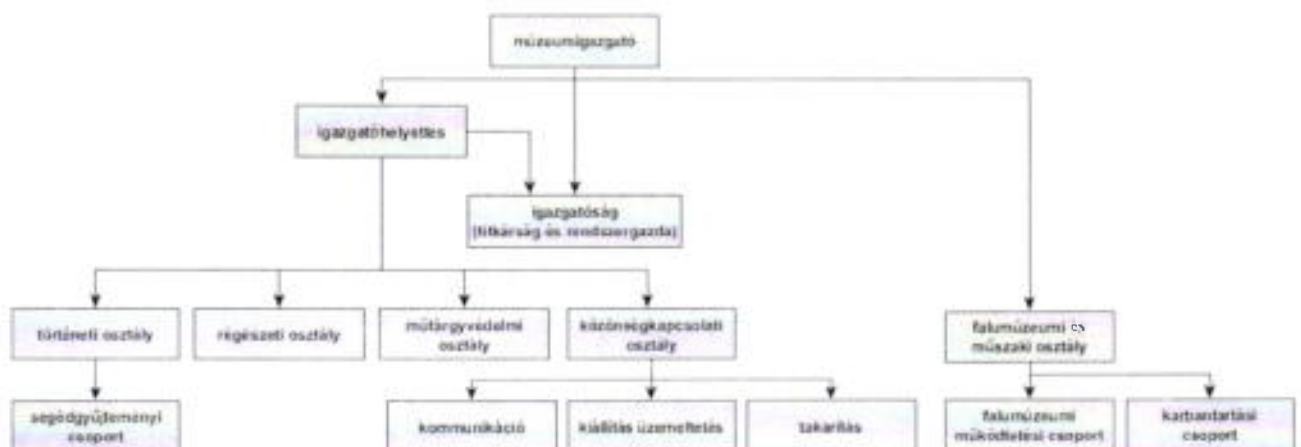 múzeumigazgató
igazgatóhelyettes
igazgatóság
(titkárság és rendszergazda)
történeti osztály
régészeti osztály
műtárgyvédelmi
osztály
közönségkapcsolati
osztály
falumúzeumi és
műszaki osztály
segédgyűjteményi
csoport
kommunikáció
kiállítás üzemeltetés
takarítás
falumúzeumi
működtetési csoport
karbantartási
csoport